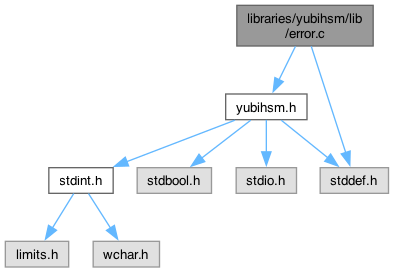 libraries/yubihsm/lib
/error.c
yubihsm.h
stdint.h
stdbool.h
stdio.h
stddef.h
limits.h
wchar.h